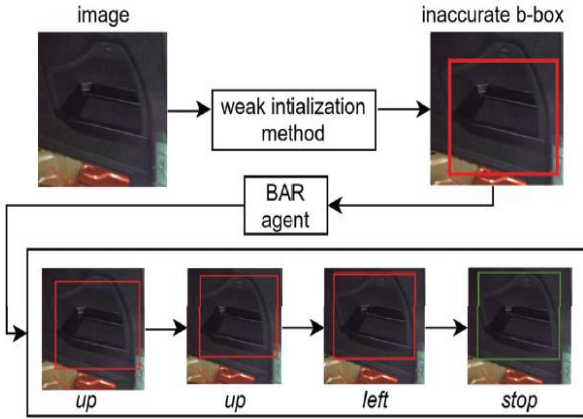 image
inaccurate b-box
weak intialization
method
BAR
agent
up
up
left
stop